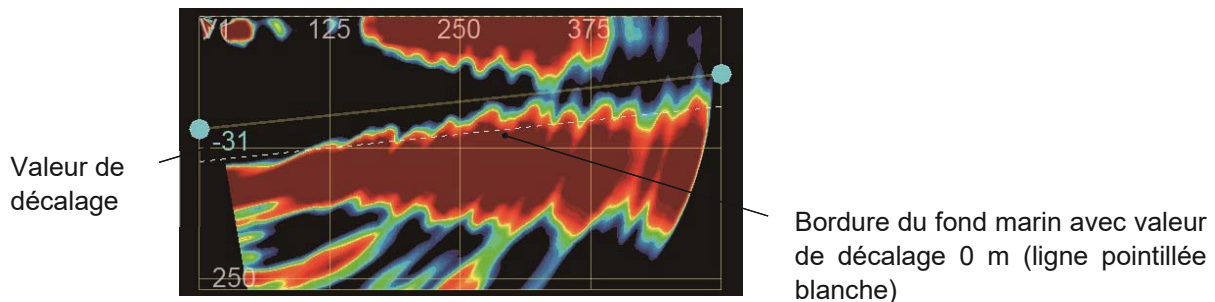 V1 125 250 375
-31
250
Valeur de
décalage
Bordure du fond marin avec valeur
de décalage 0 m (ligne pointillée
blanche)